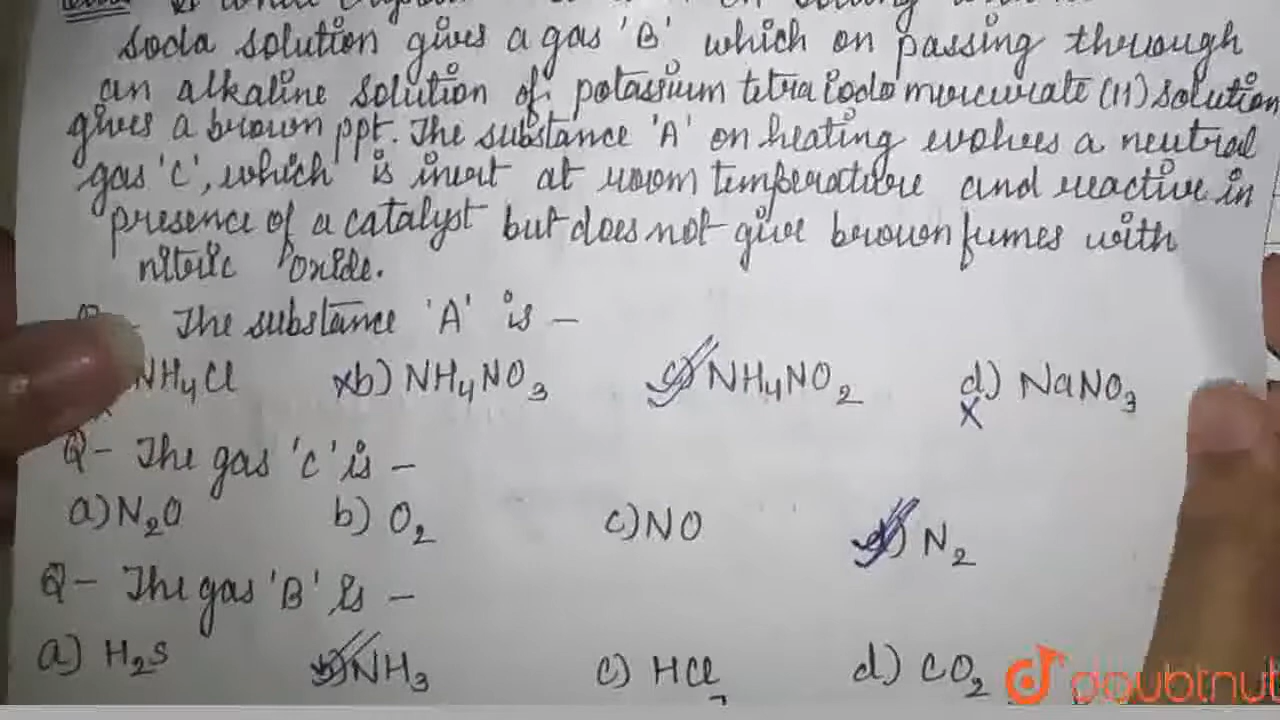 soda solution gives a gas 'B' which on passing through
an alkaline solution of potassium tetraiodomercurate (11) solution
gives a brown ppt. The substance 'A' on heating evolves a neutral
gas 'C', which is inert at room temperature and reactive in
presence of a catalyst but does not give brown fumes with
nitric oxide.
The substance 'A' is -
NH4Cl xb) NH4NO3 c) NH4NO2 d) NaNO3
x x
Q- The gas 'C' is -
a) N2O b) O2 c) NO d) N2
Q- The gas 'B' is -
a) H2S b) NH3 c) HCl d) CO2
doubtnut